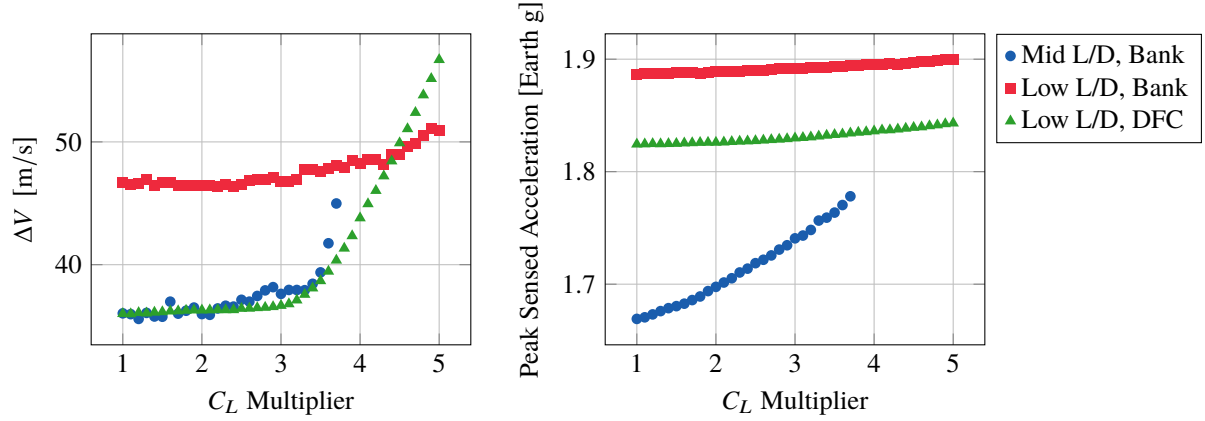 ΔV [m/s]
50
40
1 2 3 4 5
C_L Multiplier
Peak Sensed Acceleration [Earth g]
1.9
1.8
1.7
1 2 3 4 5
C_L Multiplier
Mid L/D, Bank
Low L/D, Bank
Low L/D, DFC